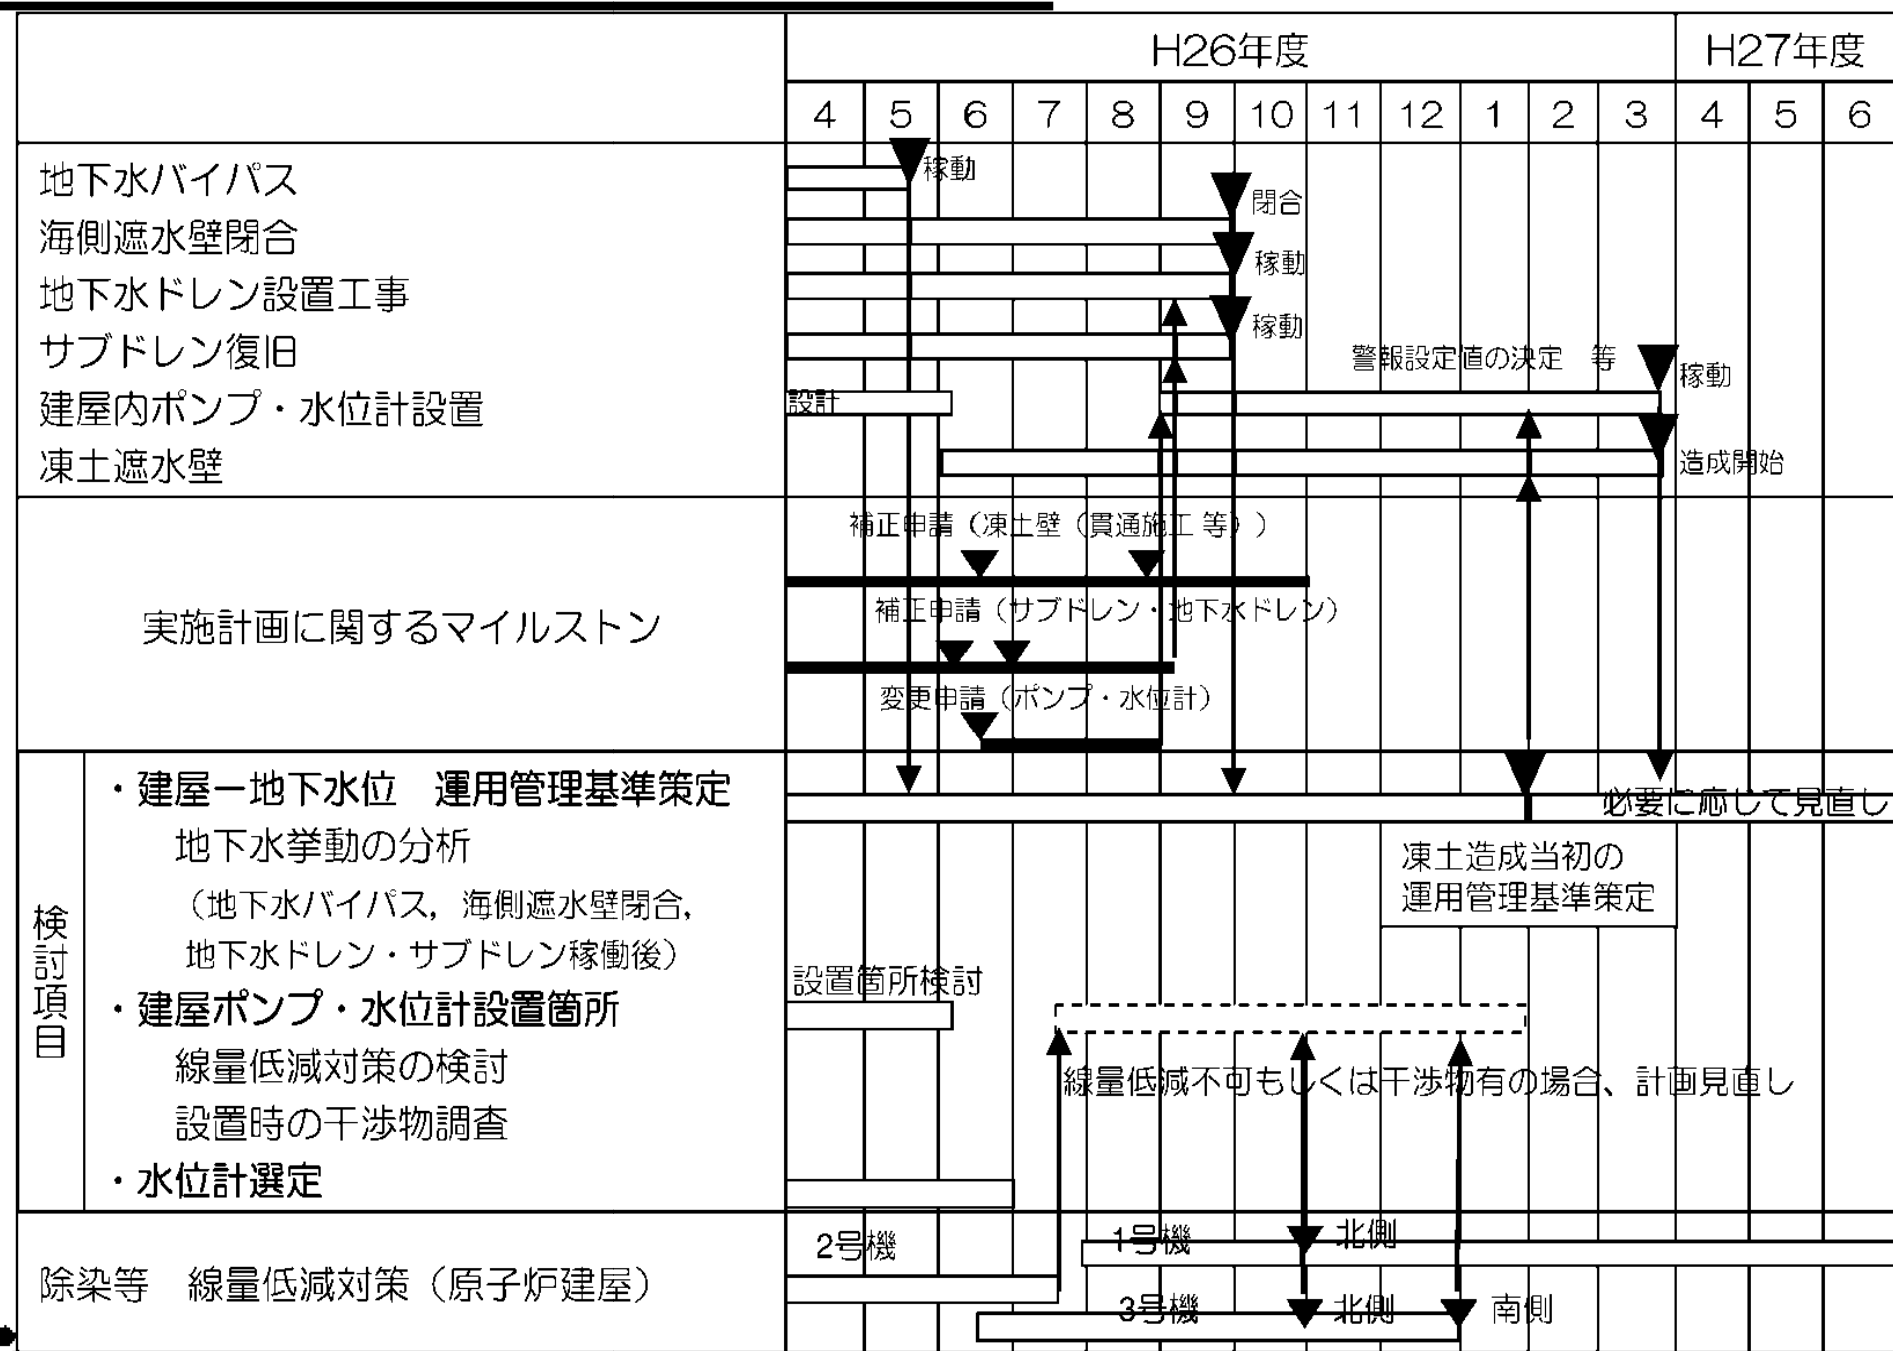 H26年度
H27年度
4 5 6 7 8 9 10 11 12 1 2 3 4 5 6
地下水バイパス
稼動
海側遮水壁閉合
閉合
地下水ドレン設置工事
稼動
サブドレン復旧
稼動
警報設定値の決定　等
建屋内ポンプ・水位計設置
設計
稼動
凍土遮水壁
造成開始
実施計画に関するマイルストン
補正申請（凍土壁（貫通施工 等））
補正申請（サブドレン・地下水ドレン）
変更申請（ポンプ・水位計）
検討項目
・建屋ー地下水位　運用管理基準策定
必要に応じて見直し
地下水挙動の分析
（地下水バイパス，海側遮水壁閉合，
地下水ドレン・サブドレン稼働後）
凍土造成当初の
運用管理基準策定
設置箇所検討
・建屋ポンプ・水位計設置箇所
線量低減対策の検討
線量低減不可もしくは干渉物有の場合、計画見直し
設置時の干渉物調査
・水位計選定
除染等　線量低減対策（原子炉建屋）
2号機
1号機
北側
3号機
北側
南側